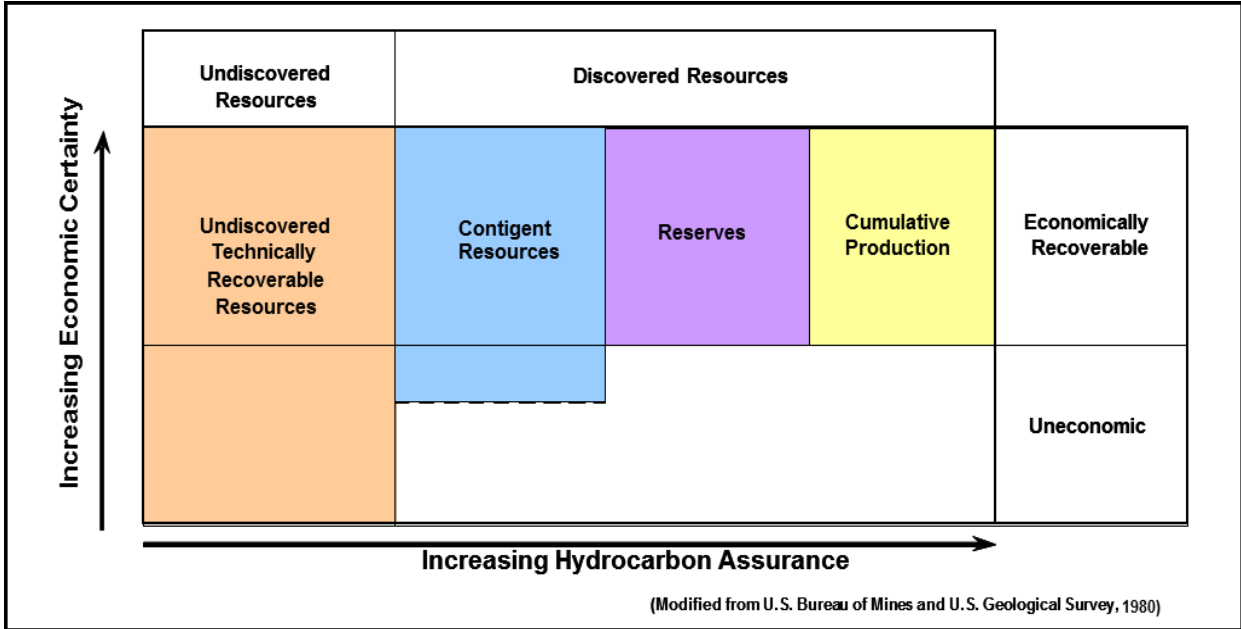 Undiscovered
Resources
Discovered Resources
Increasing Economic Certainty
Undiscovered
Technically
Recoverable
Resources
Contigent
Resources
Reserves
Cumulative
Production
Economically
Recoverable
Uneconomic
Increasing Hydrocarbon Assurance
(Modified from U.S. Bureau of Mines and U.S. Geological Survey, 1980)